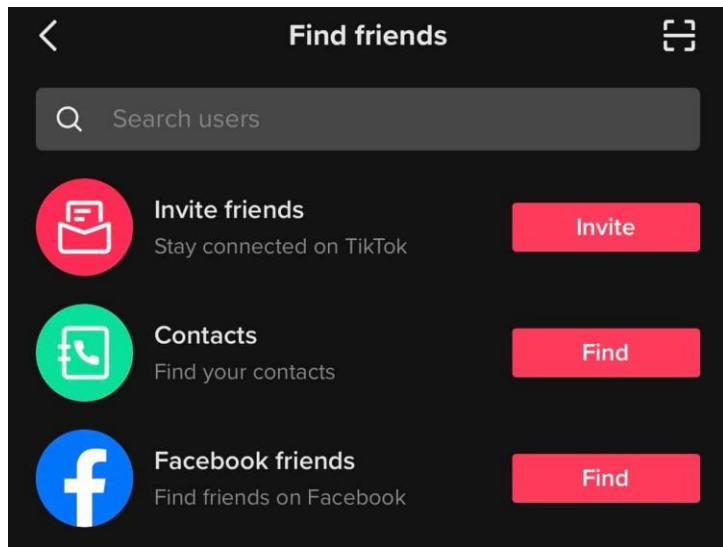 Find friends
Search users
Invite friends
Stay connected on TikTok
Invite
Contacts
Find your contacts
Find
Facebook friends
Find friends on Facebook
Find